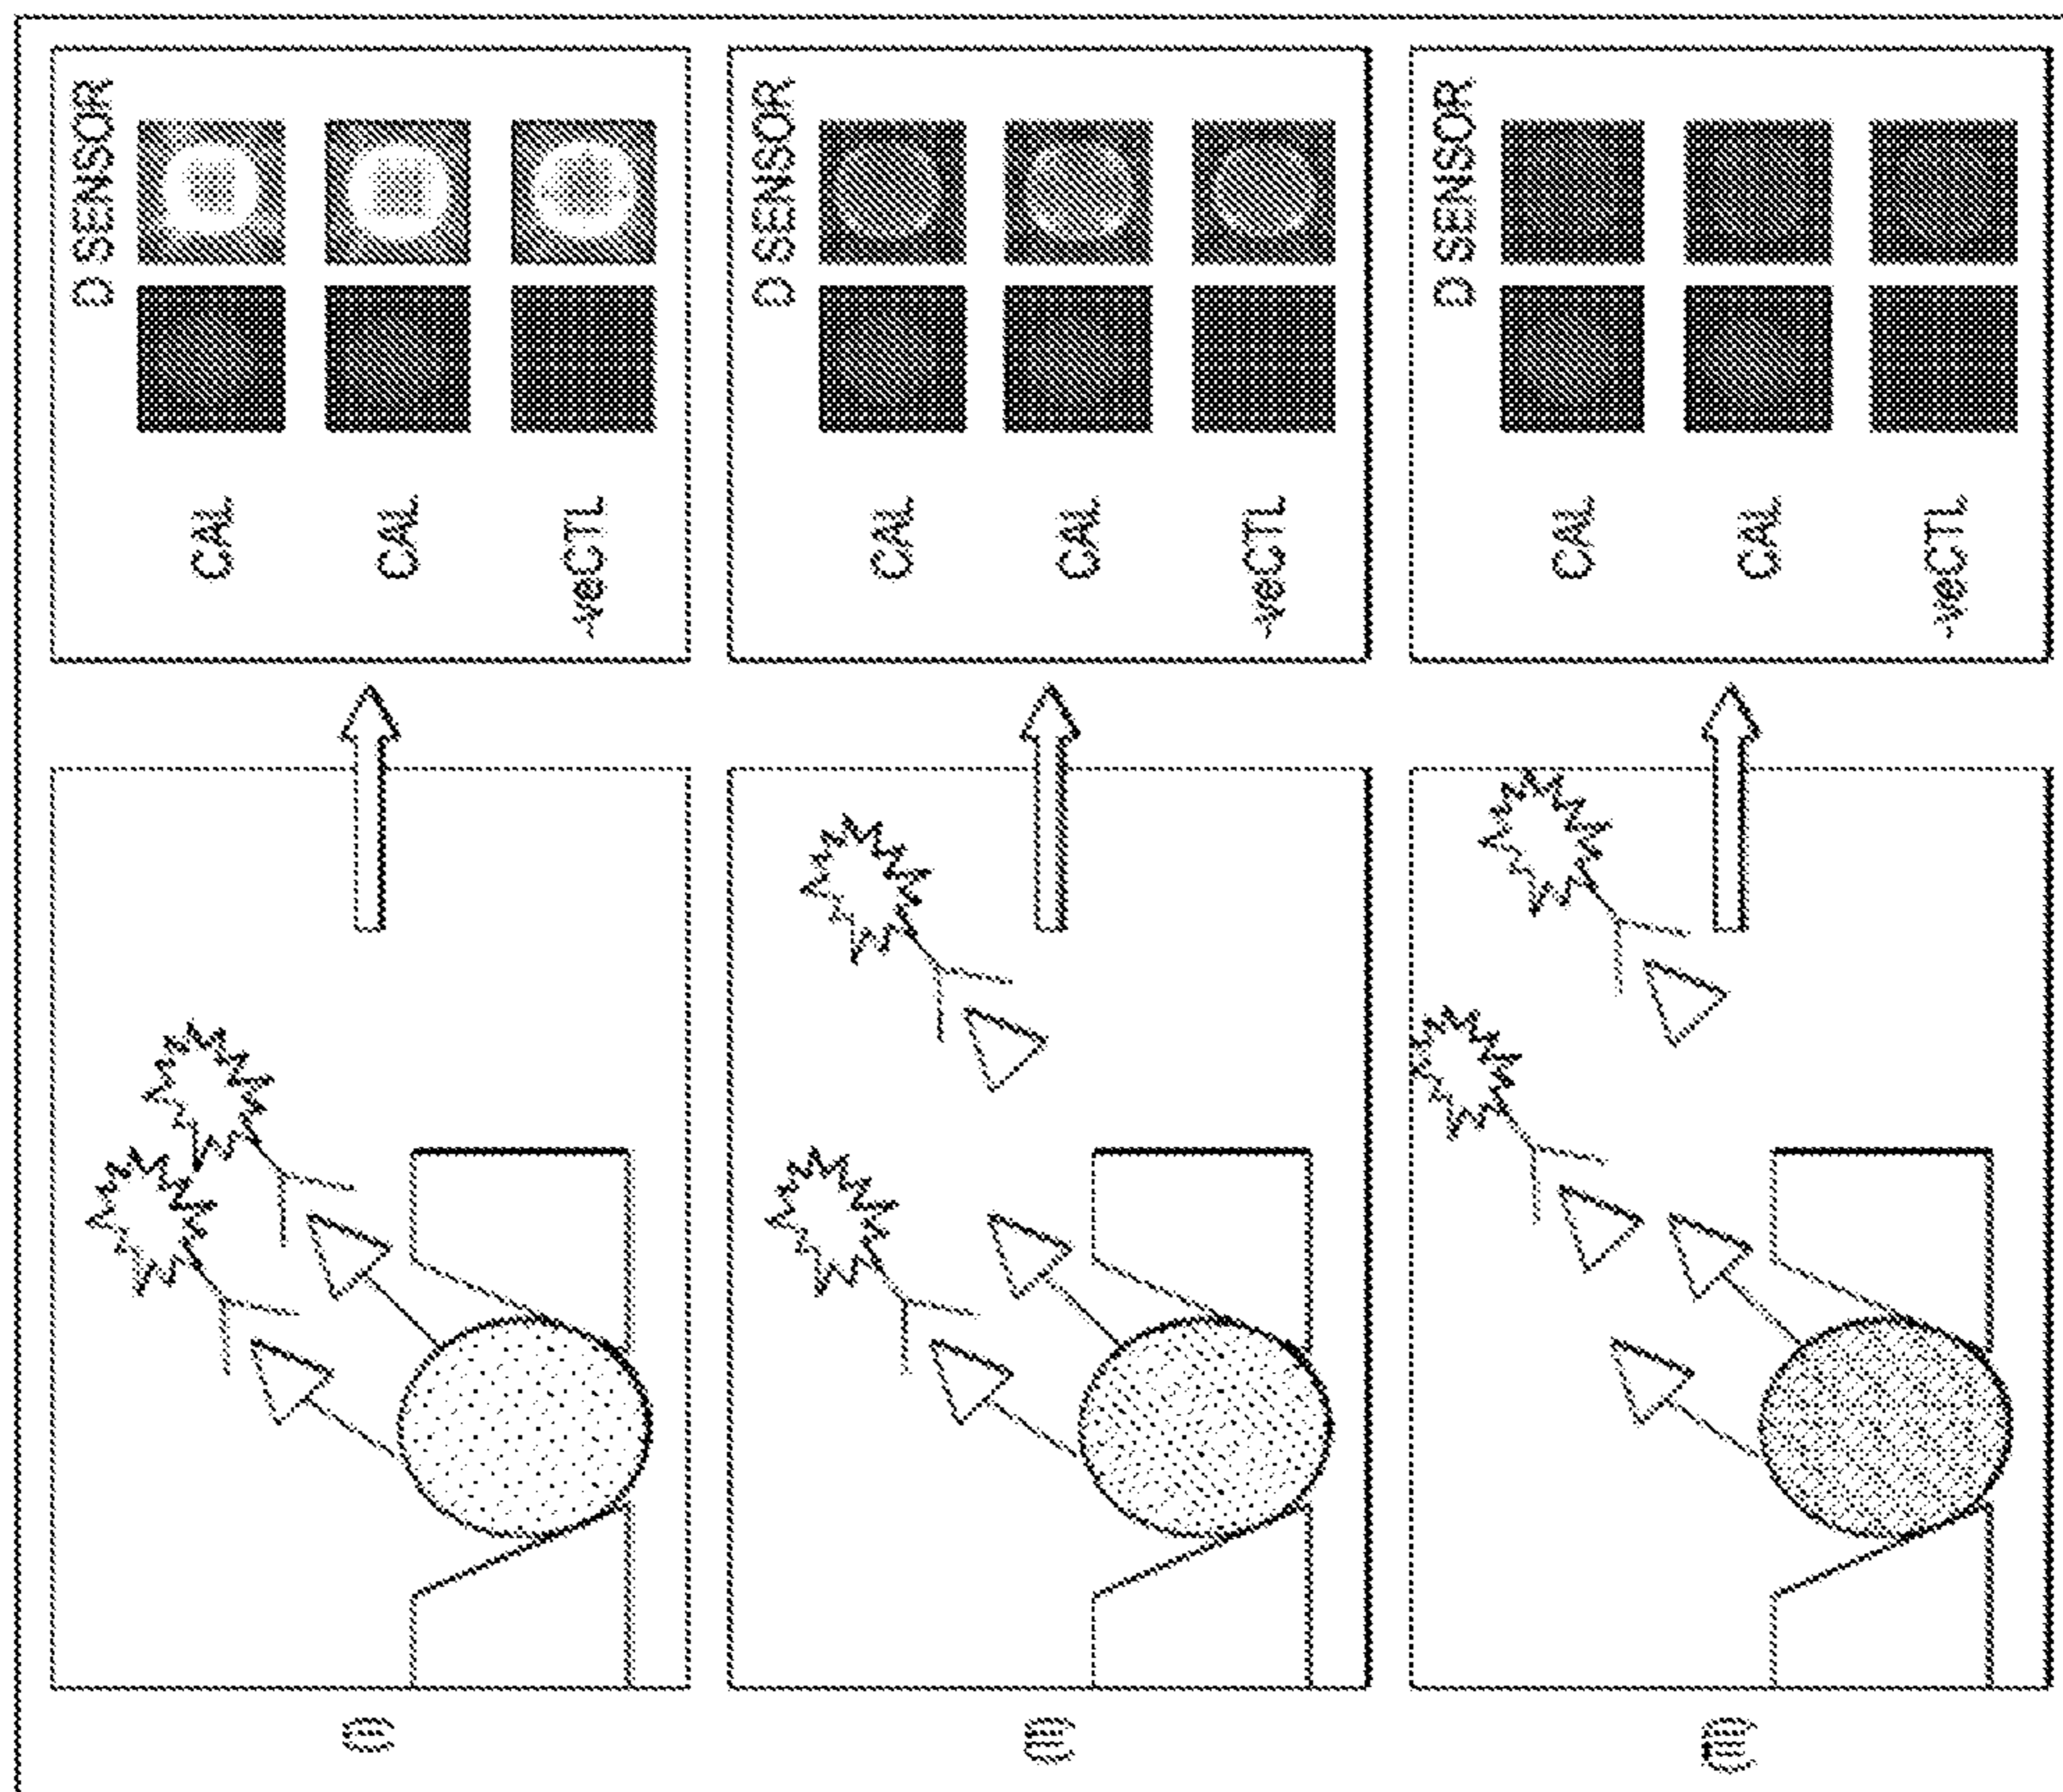 (i)
D SENSOR
CAL
CAL
-veCTL
(ii)
D SENSOR
CAL
CAL
-veCTL
(iii)
D SENSOR
CAL
CAL
-veCTL